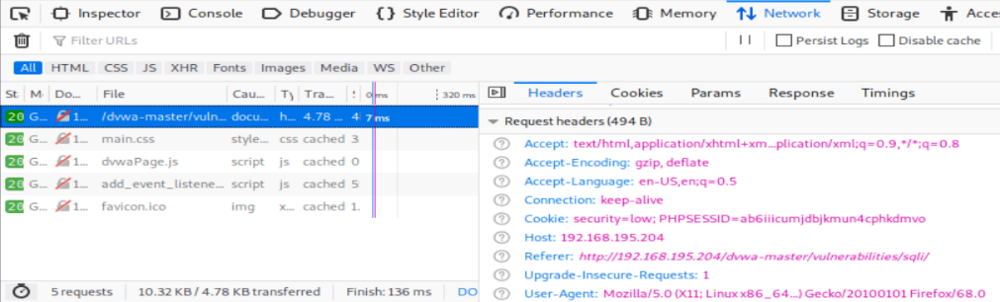 Inspector Console Debugger Style Editor Performance Memory Network Storage Acce
Filter URLs Persist Logs Disable cache
All HTML CSS JS XHR Fonts Images Media WS Other
St M Do... File Cau... Ty Tra... 0 ms 320 ms Headers Cookies Params Response Timings
20 G... 1... /dvwa-master/vuln... docu... h... 4.78 ... 4 7 ms
20 G... 1... main.css style... css cached 3
20 G... 1... dvwaPage.js script js cached 0
20 G... 1... add_event_listene... script js cached 5
20 G... 1... favicon.ico img x... cached 1.
Request headers (494 B)
Accept: text/html,application/xhtml+xm...plication/xml;q=0.9,*/*;q=0.8
Accept-Encoding: gzip, deflate
Accept-Language: en-US,en;q=0.5
Connection: keep-alive
Cookie: security=low; PHPSESSID=ab6iiicumjdbjkmun4cphkdmvo
Host: 192.168.195.204
Referer: http://192.168.195.204/dvwa-master/vulnerabilities/sqli/
Upgrade-Insecure-Requests: 1
User-Agent: Mozilla/5.0 (X11; Linux x86_64...) Gecko/20100101 Firefox/68.0
5 requests 10.32 KB / 4.78 KB transferred Finish: 136 ms DO